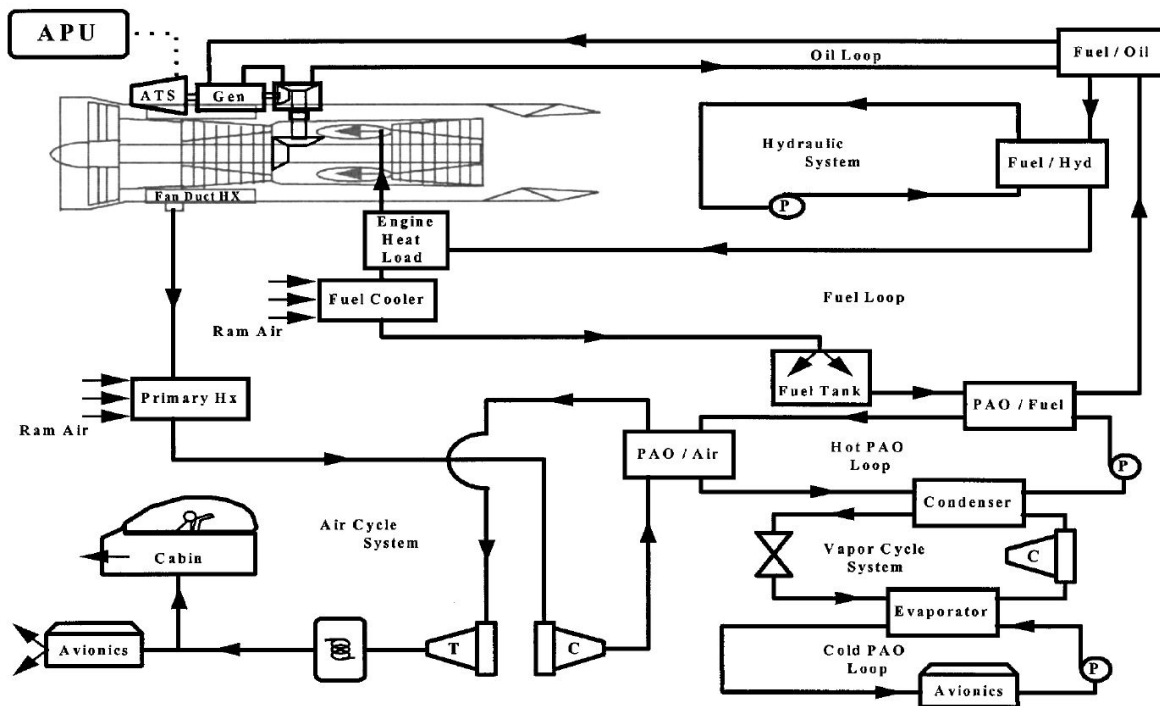 APU
Fuel / Oil
Oil Loop
ATS
Gen
Hydraulic
System
Fuel / Hyd
P
Fan Duct HX
Engine
Heat
Load
Fuel Cooler
Ram Air
Fuel Loop
Fuel Tank
PAO / Fuel
Primary Hx
Ram Air
PAO / Air
Hot PAO
Loop
P
Condenser
Air Cycle
System
Vapor Cycle
System
C
Cabin
Evaporator
Avionics
T
C
Cold PAO
Loop
P
Avionics